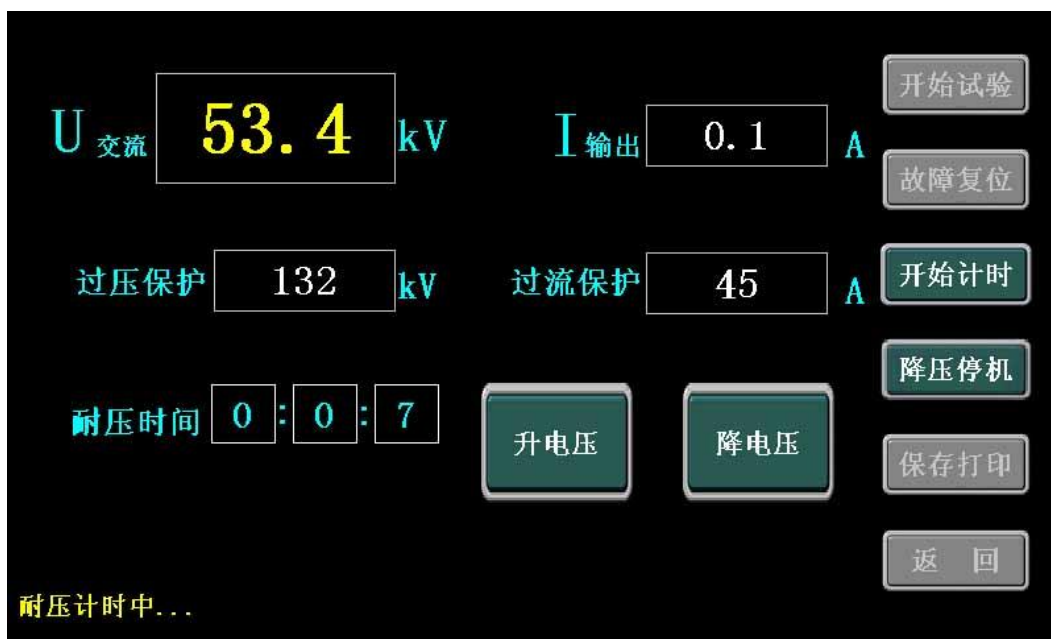 U 交流 53.4 kV
I 输出 0.1 A
开始试验
故障复位
过压保护 132 kV
过流保护 45 A
开始计时
降压停机
耐压时间 0:0:7
升电压
降电压
保存打印
返 回
耐压计时中...